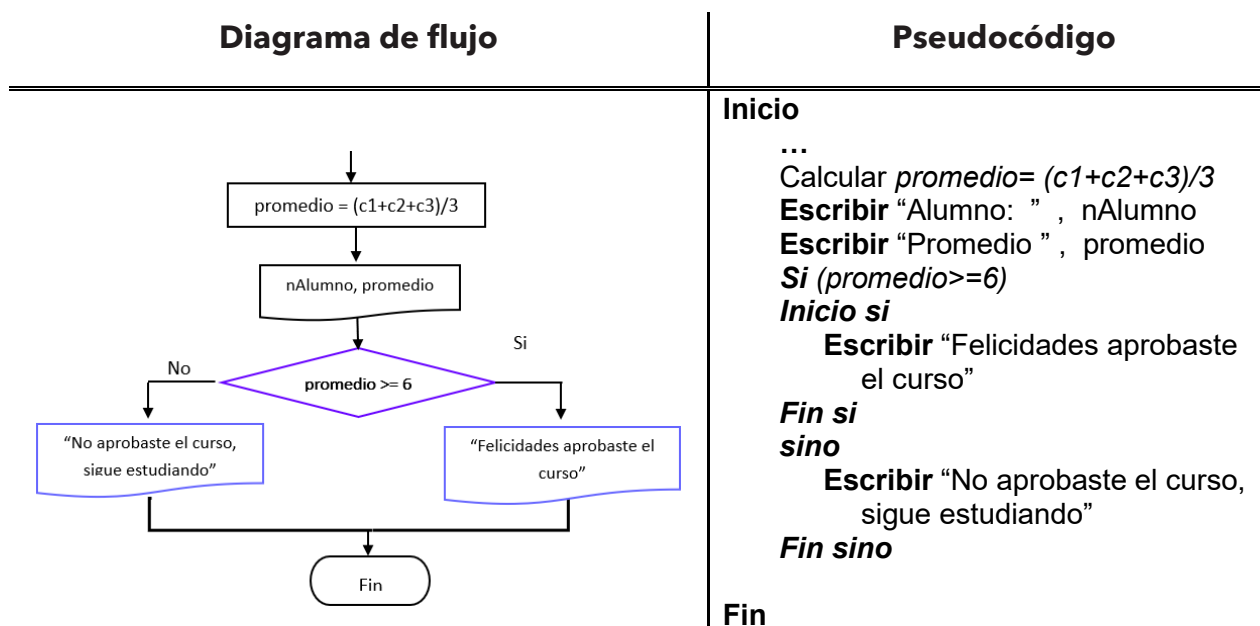 Diagrama de flujo
Pseudocódigo
promedio = (c1+c2+c3)/3
nAlumno, promedio
Si
No
promedio >= 6
“No aprobaste el curso,
sigue estudiando”
“Felicidades aprobaste el
curso”
Fin
Inicio
...
Calcular promedio= (c1+c2+c3)/3
Escribir “Alumno: ” , nAlumno
Escribir “Promedio ” , promedio
Si (promedio>=6)
Inicio si
Escribir “Felicidades aprobaste
el curso”
Fin si
sino
Escribir “No aprobaste el curso,
sigue estudiando”
Fin sino
Fin